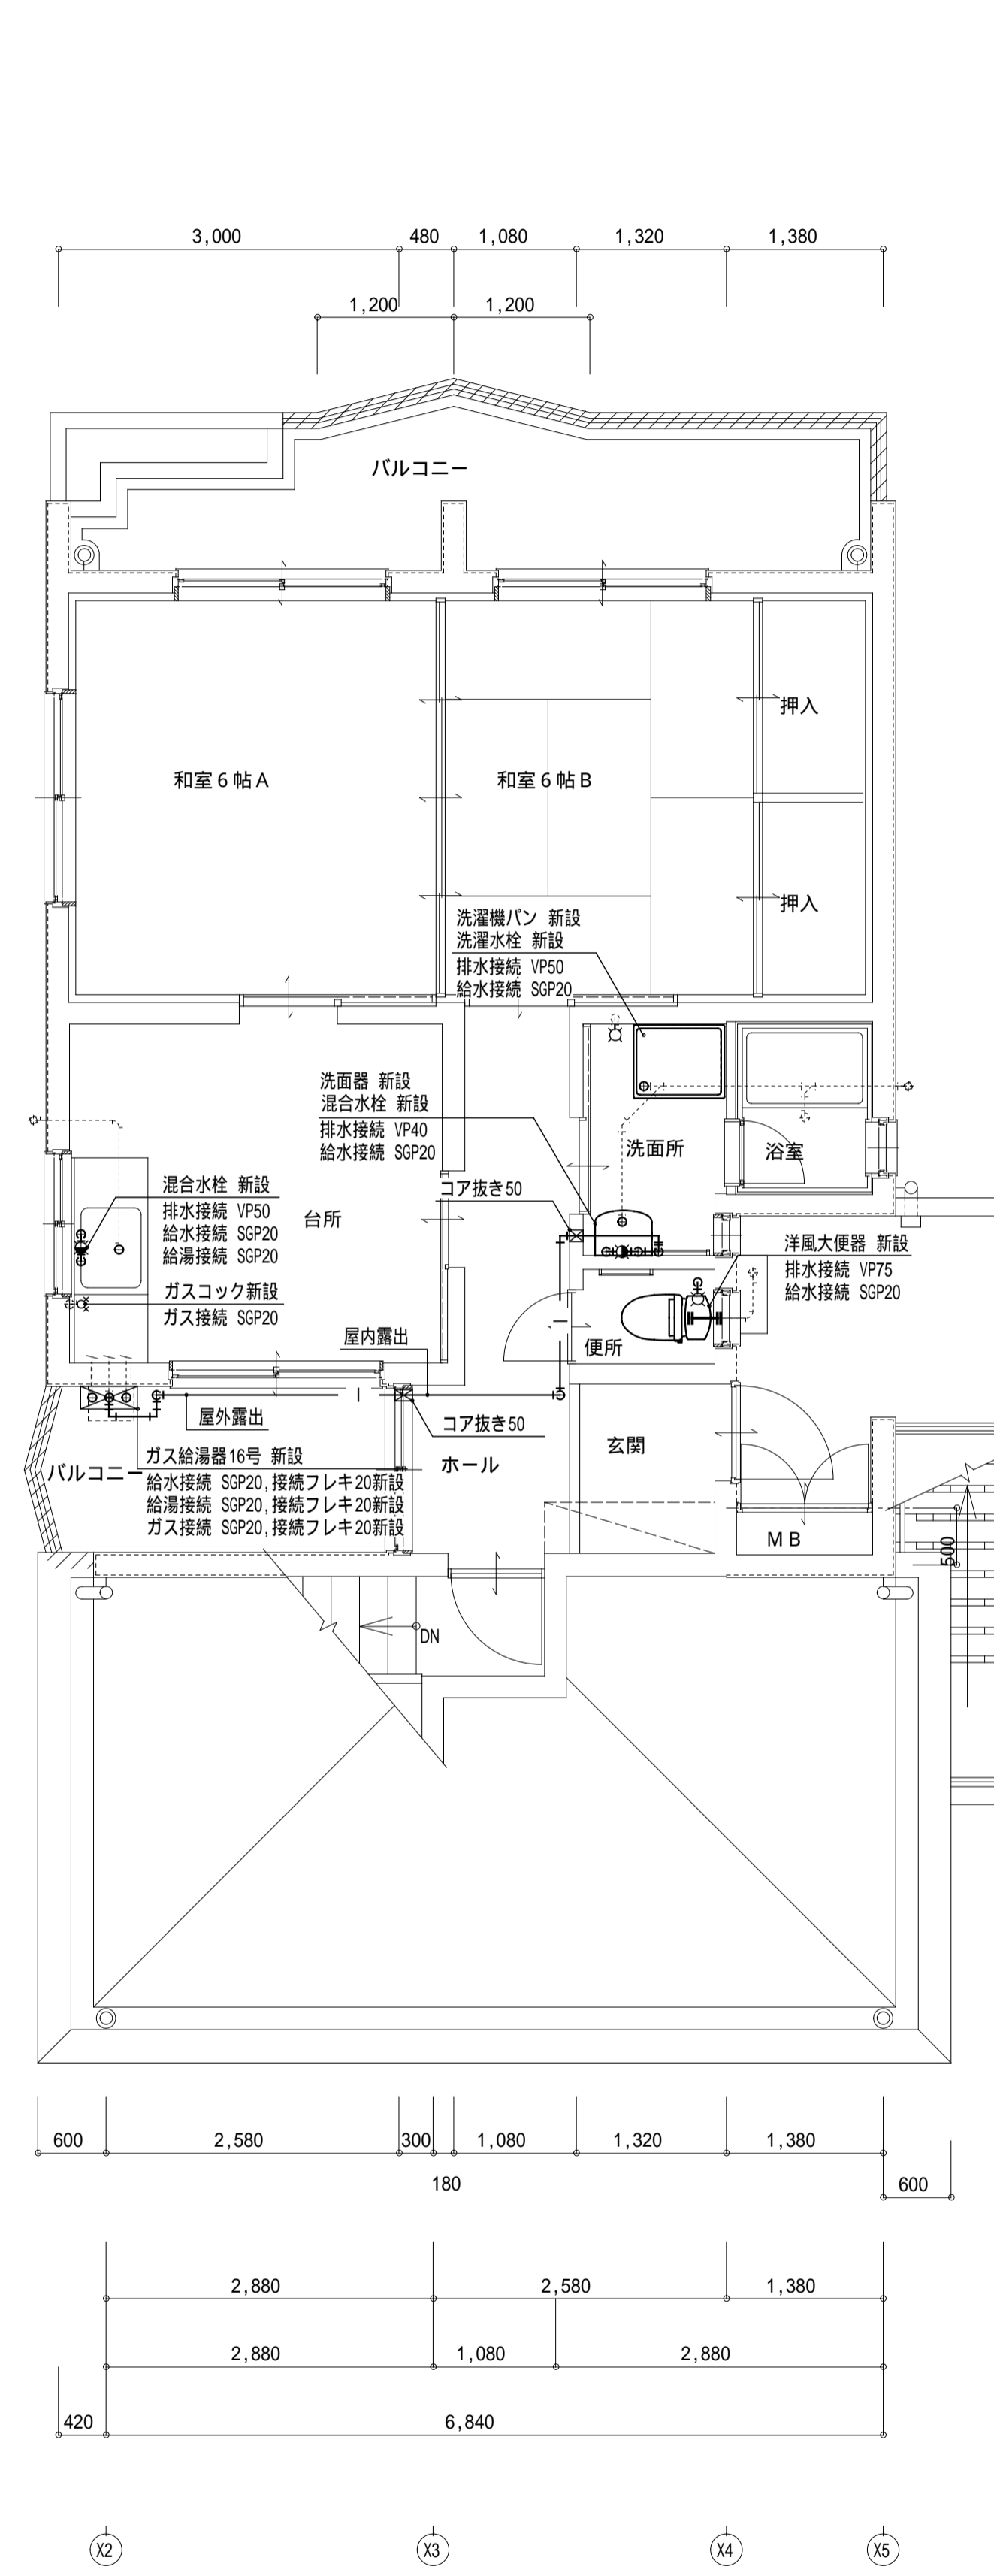 3,000
480
1,080
1,320
1,380
1,200
1,200
バルコニー
押入
和室６帖Ａ
和室６帖Ｂ
押入
洗濯機パン 新設
洗濯水栓 新設
排水接続 VP50
給水接続 SGP20
洗面器 新設
混合水栓 新設
排水接続 VP40
給水接続 SGP20
洗面所
浴室
混合水栓 新設
排水接続 VP50
給水接続 SGP20
給湯接続 SGP20
コア抜き50
台所
洋風大便器 新設
排水接続 VP75
給水接続 SGP20
ガスコック新設
ガス接続 SGP20
屋内露出
便所
屋外露出
コア抜き50
玄関
ガス給湯器16号 新設
バルコニー
ホール
給水接続 SGP20,接続フレキ20新設
給湯接続 SGP20,接続フレキ20新設
ガス接続 SGP20,接続フレキ20新設
ＭＢ
500
DN
600
2,580
300
1,080
1,320
1,380
180
600
2,880
2,580
1,380
2,880
1,080
2,880
420
6,840
X2
X3
X4
X5